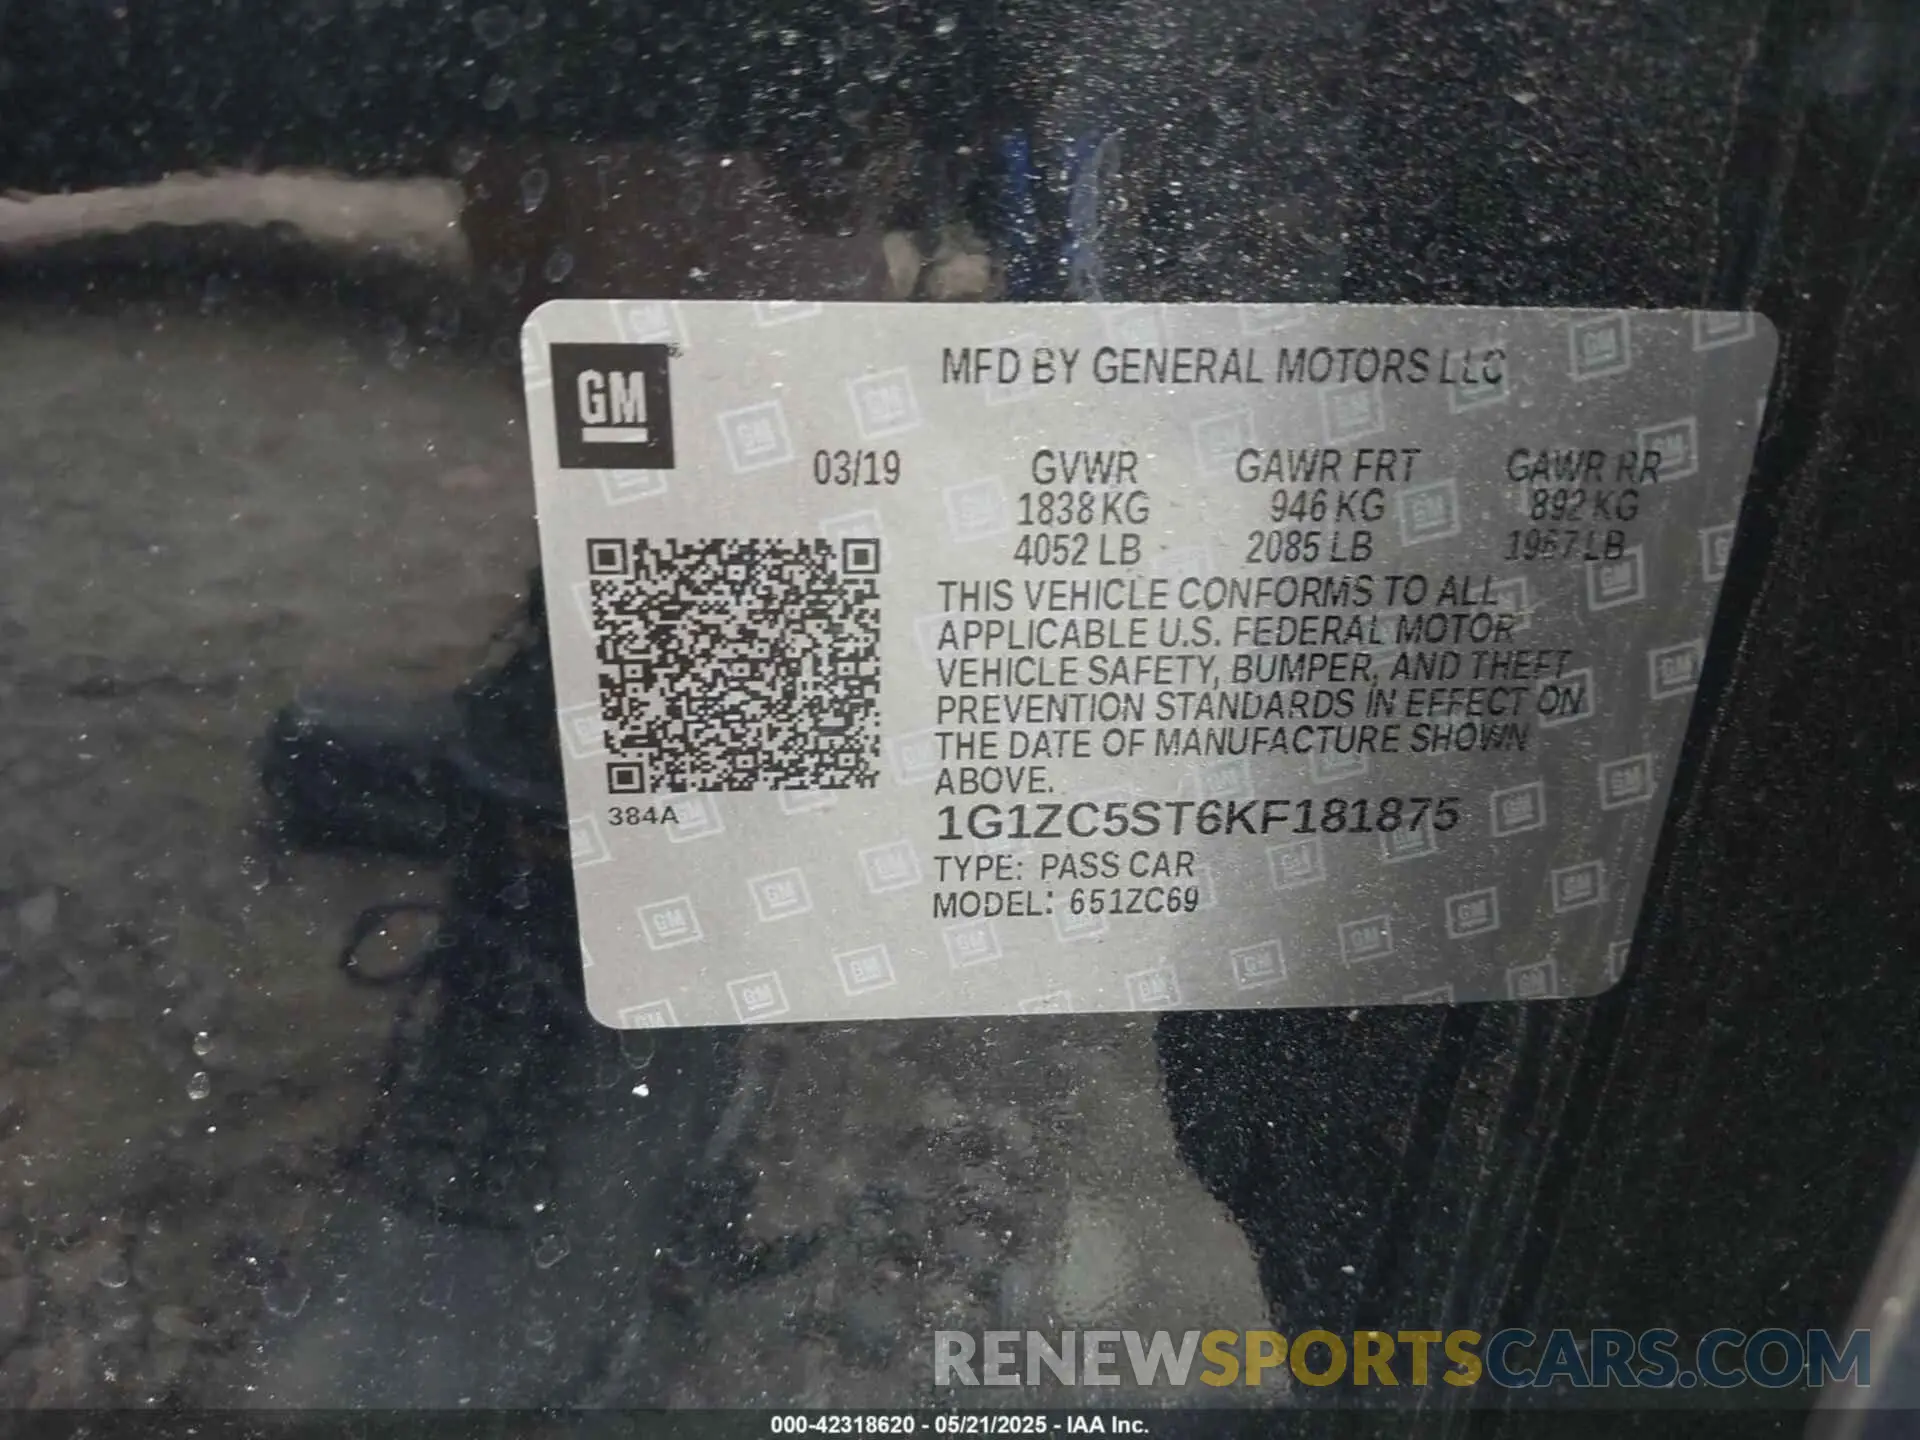 GM
MFD BY GENERAL MOTORS LLC
03/19
GVWR GAWR FRT GAWR RR
1838 KG 946 KG 892 KG
4052 LB 2085 LB 1967 LB
THIS VEHICLE CONFORMS TO ALL
APPLICABLE U.S. FEDERAL MOTOR
VEHICLE SAFETY, BUMPER, AND THEFT
PREVENTION STANDARDS IN EFFECT ON
THE DATE OF MANUFACTURE SHOWN
ABOVE.
384A
1G1ZC5ST6KF181875
TYPE: PASS CAR
MODEL: 651ZC69
RENEWSPORTSCARS.COM
000-42318620 - 05/21/2025 - IAA Inc.